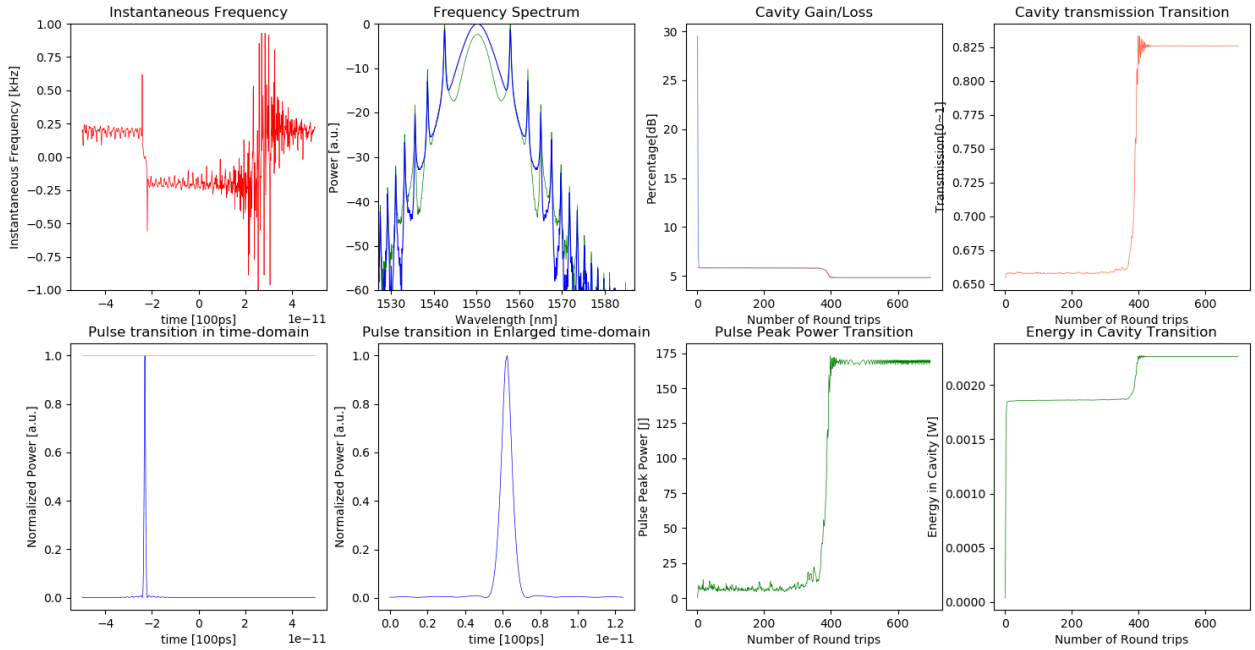 Instantaneous Frequency
Instantaneous Frequency [kHz]
1.00
0.75
0.50
0.25
0.00
−0.25
−0.50
−0.75
−1.00
−4 −2 0 2 4
time [100ps]
1e−11
Frequency Spectrum
Power [a.u.]
0
−10
−20
−30
−40
−50
−60
1530 1540 1550 1560 1570 1580
Wavelength [nm]
Cavity Gain/Loss
Percentage[dB]
30
25
20
15
10
5
0 200 400 600
Number of Round trips
Cavity transmission Transition
Transmission[0~1]
0.825
0.800
0.775
0.750
0.725
0.700
0.675
0.650
0 200 400 600
Number of Round trips
Pulse transition in time-domain
Normalized Power [a.u.]
1.0
0.8
0.6
0.4
0.2
0.0
−4 −2 0 2 4
time [100ps]
1e−11
Pulse transition in Enlarged time-domain
Normalized Power [a.u.]
1.0
0.8
0.6
0.4
0.2
0.0
0.0 0.2 0.4 0.6 0.8 1.0 1.2
time [100ps]
1e−11
Pulse Peak Power Transition
Pulse Peak Power [J]
175
150
125
100
75
50
25
0
0 200 400 600
Number of Round trips
Energy in Cavity Transition
Energy in Cavity [W]
0.0020
0.0015
0.0010
0.0005
0.0000
0 200 400 600
Number of Round trips